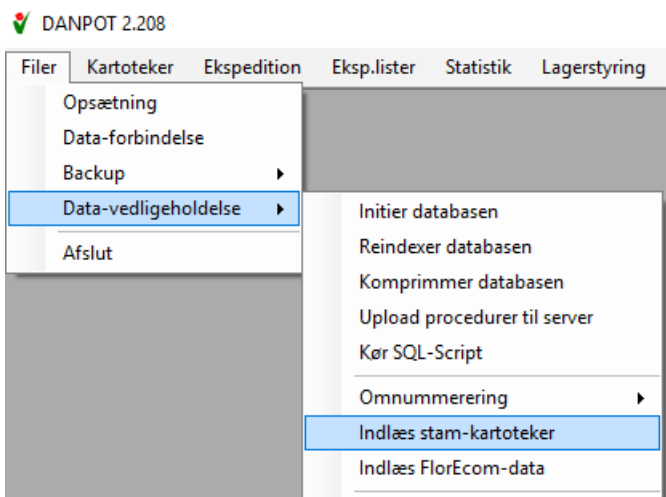 DANPOT 2.208
Filer Kartoteker Ekspedition Eksp.lister Statistik Lagerstyring
Opsætning
Data-forbindelse
Backup
Data-vedligeholdelse
Afslut
Initier databasen
Reindexer databasen
Komprimmer databasen
Upload procedurer til server
Kør SQL-Script
Omnummerering
Indlæs stam-kartoteker
Indlæs FlorEcom-data